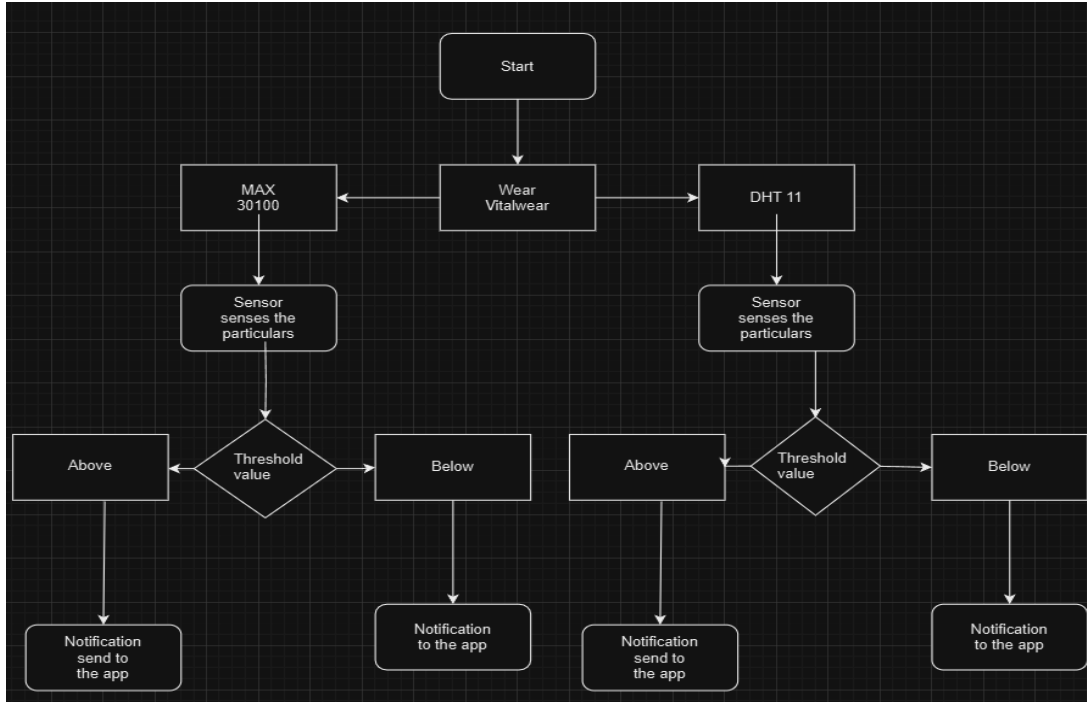 Start
MAX
30100
Wear
Vitalwear
DHT 11
Sensor
senses the
particulars
Sensor
senses the
particulars
Above
Threshold
value
Below
Above
Threshold
value
Below
Notification
send to
the app
Notification
to the app
Notification
send to
the app
Notification
to the app